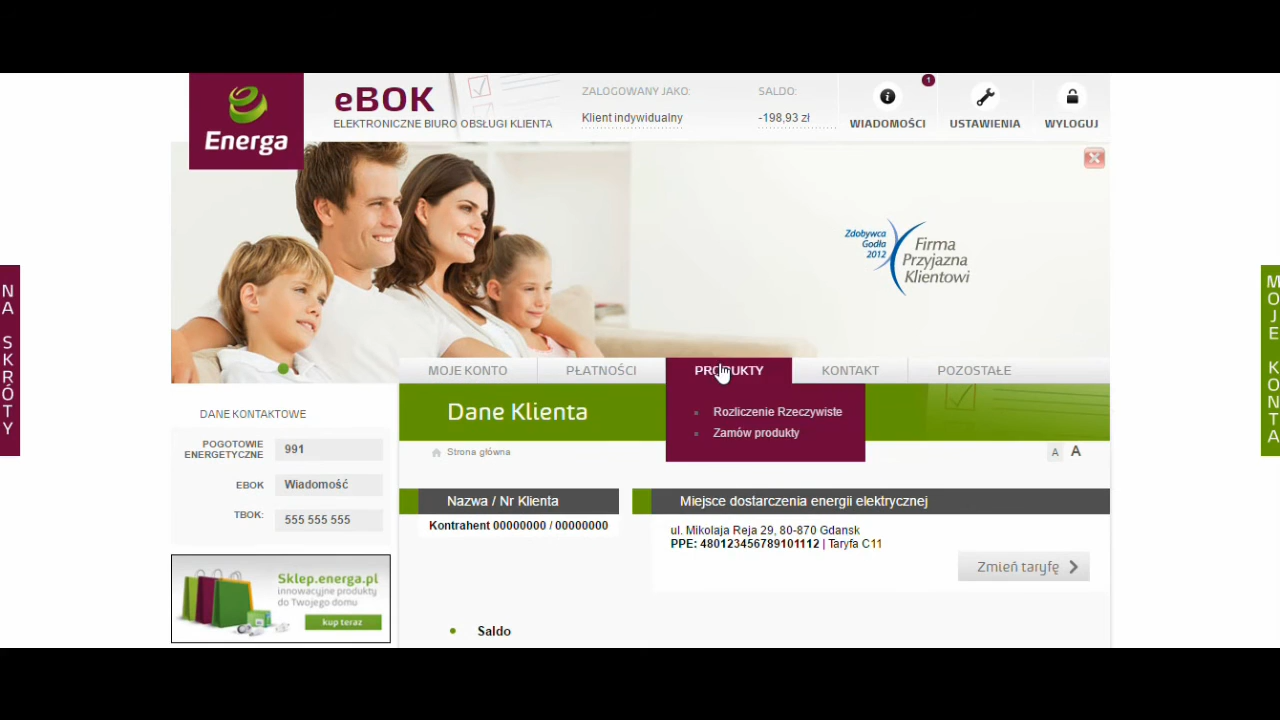 Energa
eBOK
ELEKTRONICZNE BIURO OBSŁUGI KLIENTA
ZALOGOWANY JAKO:
Klient indywidualny
SALDO:
-198,93 zł
1
WIADOMOŚCI
USTAWIENIA
WYLOGUJ
Zdobywca
Godła
2012
Firma
Przyjazna
Klientowi
NA SKRÓTY
MOJE KONTA
MOJE KONTO
PŁATNOŚCI
PRODUKTY
KONTAKT
POZOSTAŁE
Rozliczenie Rzeczywiste
Zamów produkty
Dane Klienta
Strona główna
A A
DANE KONTAKTOWE
POGOTOWIE
ENERGETYCZNE
991
EBOK
Wiadomość
TBOK:
555 555 555
Nazwa / Nr Klienta
Kontrahent 00000000 / 00000000
Miejsce dostarczenia energii elektrycznej
ul. Mikolaja Reja 29, 80-870 Gdansk
PPE: 480123456789101112 | Taryfa C11
Zmień taryfę
Sklep.energa.pl
innowacyjne produkty
do Twojego domu
kup teraz
Saldo